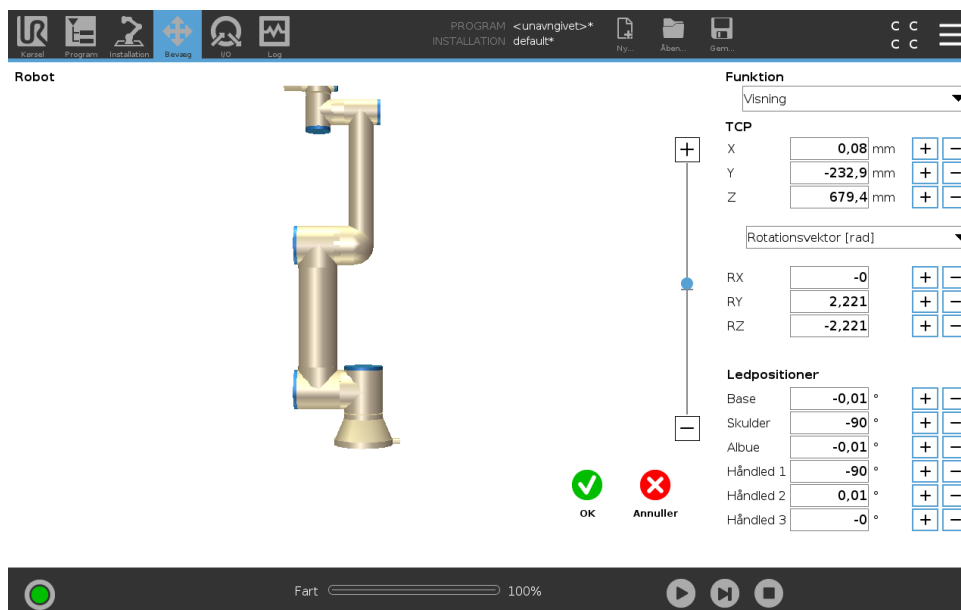 UR
PROGRAM <unavngivet>*
INSTALLATION default*
C C
C C
Kørsel Program Installation Bevæg I/O Log Ny... Åben... Gem...
Robot
Funktion
Visning
TCP
X 0,08 mm + −
Y -232,9 mm + −
Z 679,4 mm + −
Rotationsvektor [rad]
RX -0 + −
RY 2,221 + −
RZ -2,221 + −
Ledpositioner
Base -0,01 ° + −
Skulder -90 ° + −
Albue -0,01 ° + −
Håndled 1 -90 ° + −
Håndled 2 0,01 ° + −
Håndled 3 -0 ° + −
+
−
OK Annuller
Fart 100%